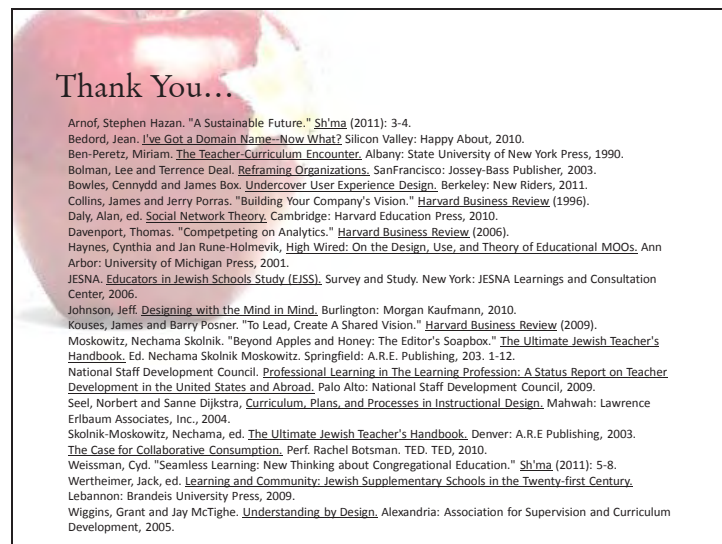 Thank You...
Arnof, Stephen Hazan. "A Sustainable Future." Sh'ma (2011): 3-4.
Bedord, Jean. I've Got a Domain Name--Now What? Silicon Valley: Happy About, 2010.
Ben-Peretz, Miriam. The Teacher-Curriculum Encounter. Albany: State University of New York Press, 1990.
Bolman, Lee and Terrence Deal. Reframing Organizations. SanFrancisco: Jossey-Bass Publisher, 2003.
Bowles, Cennydd and James Box. Undercover User Experience Design. Berkeley: New Riders, 2011.
Collins, James and Jerry Porras. "Building Your Company's Vision." Harvard Business Review (1996).
Daly, Alan, ed. Social Network Theory. Cambridge: Harvard Education Press, 2010.
Davenport, Thomas. "Competpeting on Analytics." Harvard Business Review (2006).
Haynes, Cynthia and Jan Rune-Holmevik, High Wired: On the Design, Use, and Theory of Educational MOOs. Ann
Arbor: University of Michigan Press, 2001.
JESNA. Educators in Jewish Schools Study (EJSS). Survey and Study. New York: JESNA Learnings and Consultation
Center, 2006.
Johnson, Jeff. Designing with the Mind in Mind. Burlington: Morgan Kaufmann, 2010.
Kouses, James and Barry Posner. "To Lead, Create A Shared Vision." Harvard Business Review (2009).
Moskowitz, Nechama Skolnik. "Beyond Apples and Honey: The Editor's Soapbox." The Ultimate Jewish Teacher's
Handbook. Ed. Nechama Skolnik Moskowitz. Springfield: A.R.E. Publishing, 203. 1-12.
National Staff Development Council. Professional Learning in The Learning Profession: A Status Report on Teacher
Development in the United States and Abroad. Palo Alto: National Staff Development Council, 2009.
Seel, Norbert and Sanne Dijkstra, Curriculum, Plans, and Processes in Instructional Design. Mahwah: Lawrence
Erlbaum Associates, Inc., 2004.
Skolnik-Moskowitz, Nechama, ed. The Ultimate Jewish Teacher's Handbook. Denver: A.R.E Publishing, 2003.
The Case for Collaborative Consumption. Perf. Rachel Botsman. TED. TED, 2010.
Weissman, Cyd. "Seamless Learning: New Thinking about Congregational Education." Sh'ma (2011): 5-8.
Wertheimer, Jack, ed. Learning and Community: Jewish Supplementary Schools in the Twenty-first Century.
Lebannon: Brandeis University Press, 2009.
Wiggins, Grant and Jay McTighe. Understanding by Design. Alexandria: Association for Supervision and Curriculum
Development, 2005.